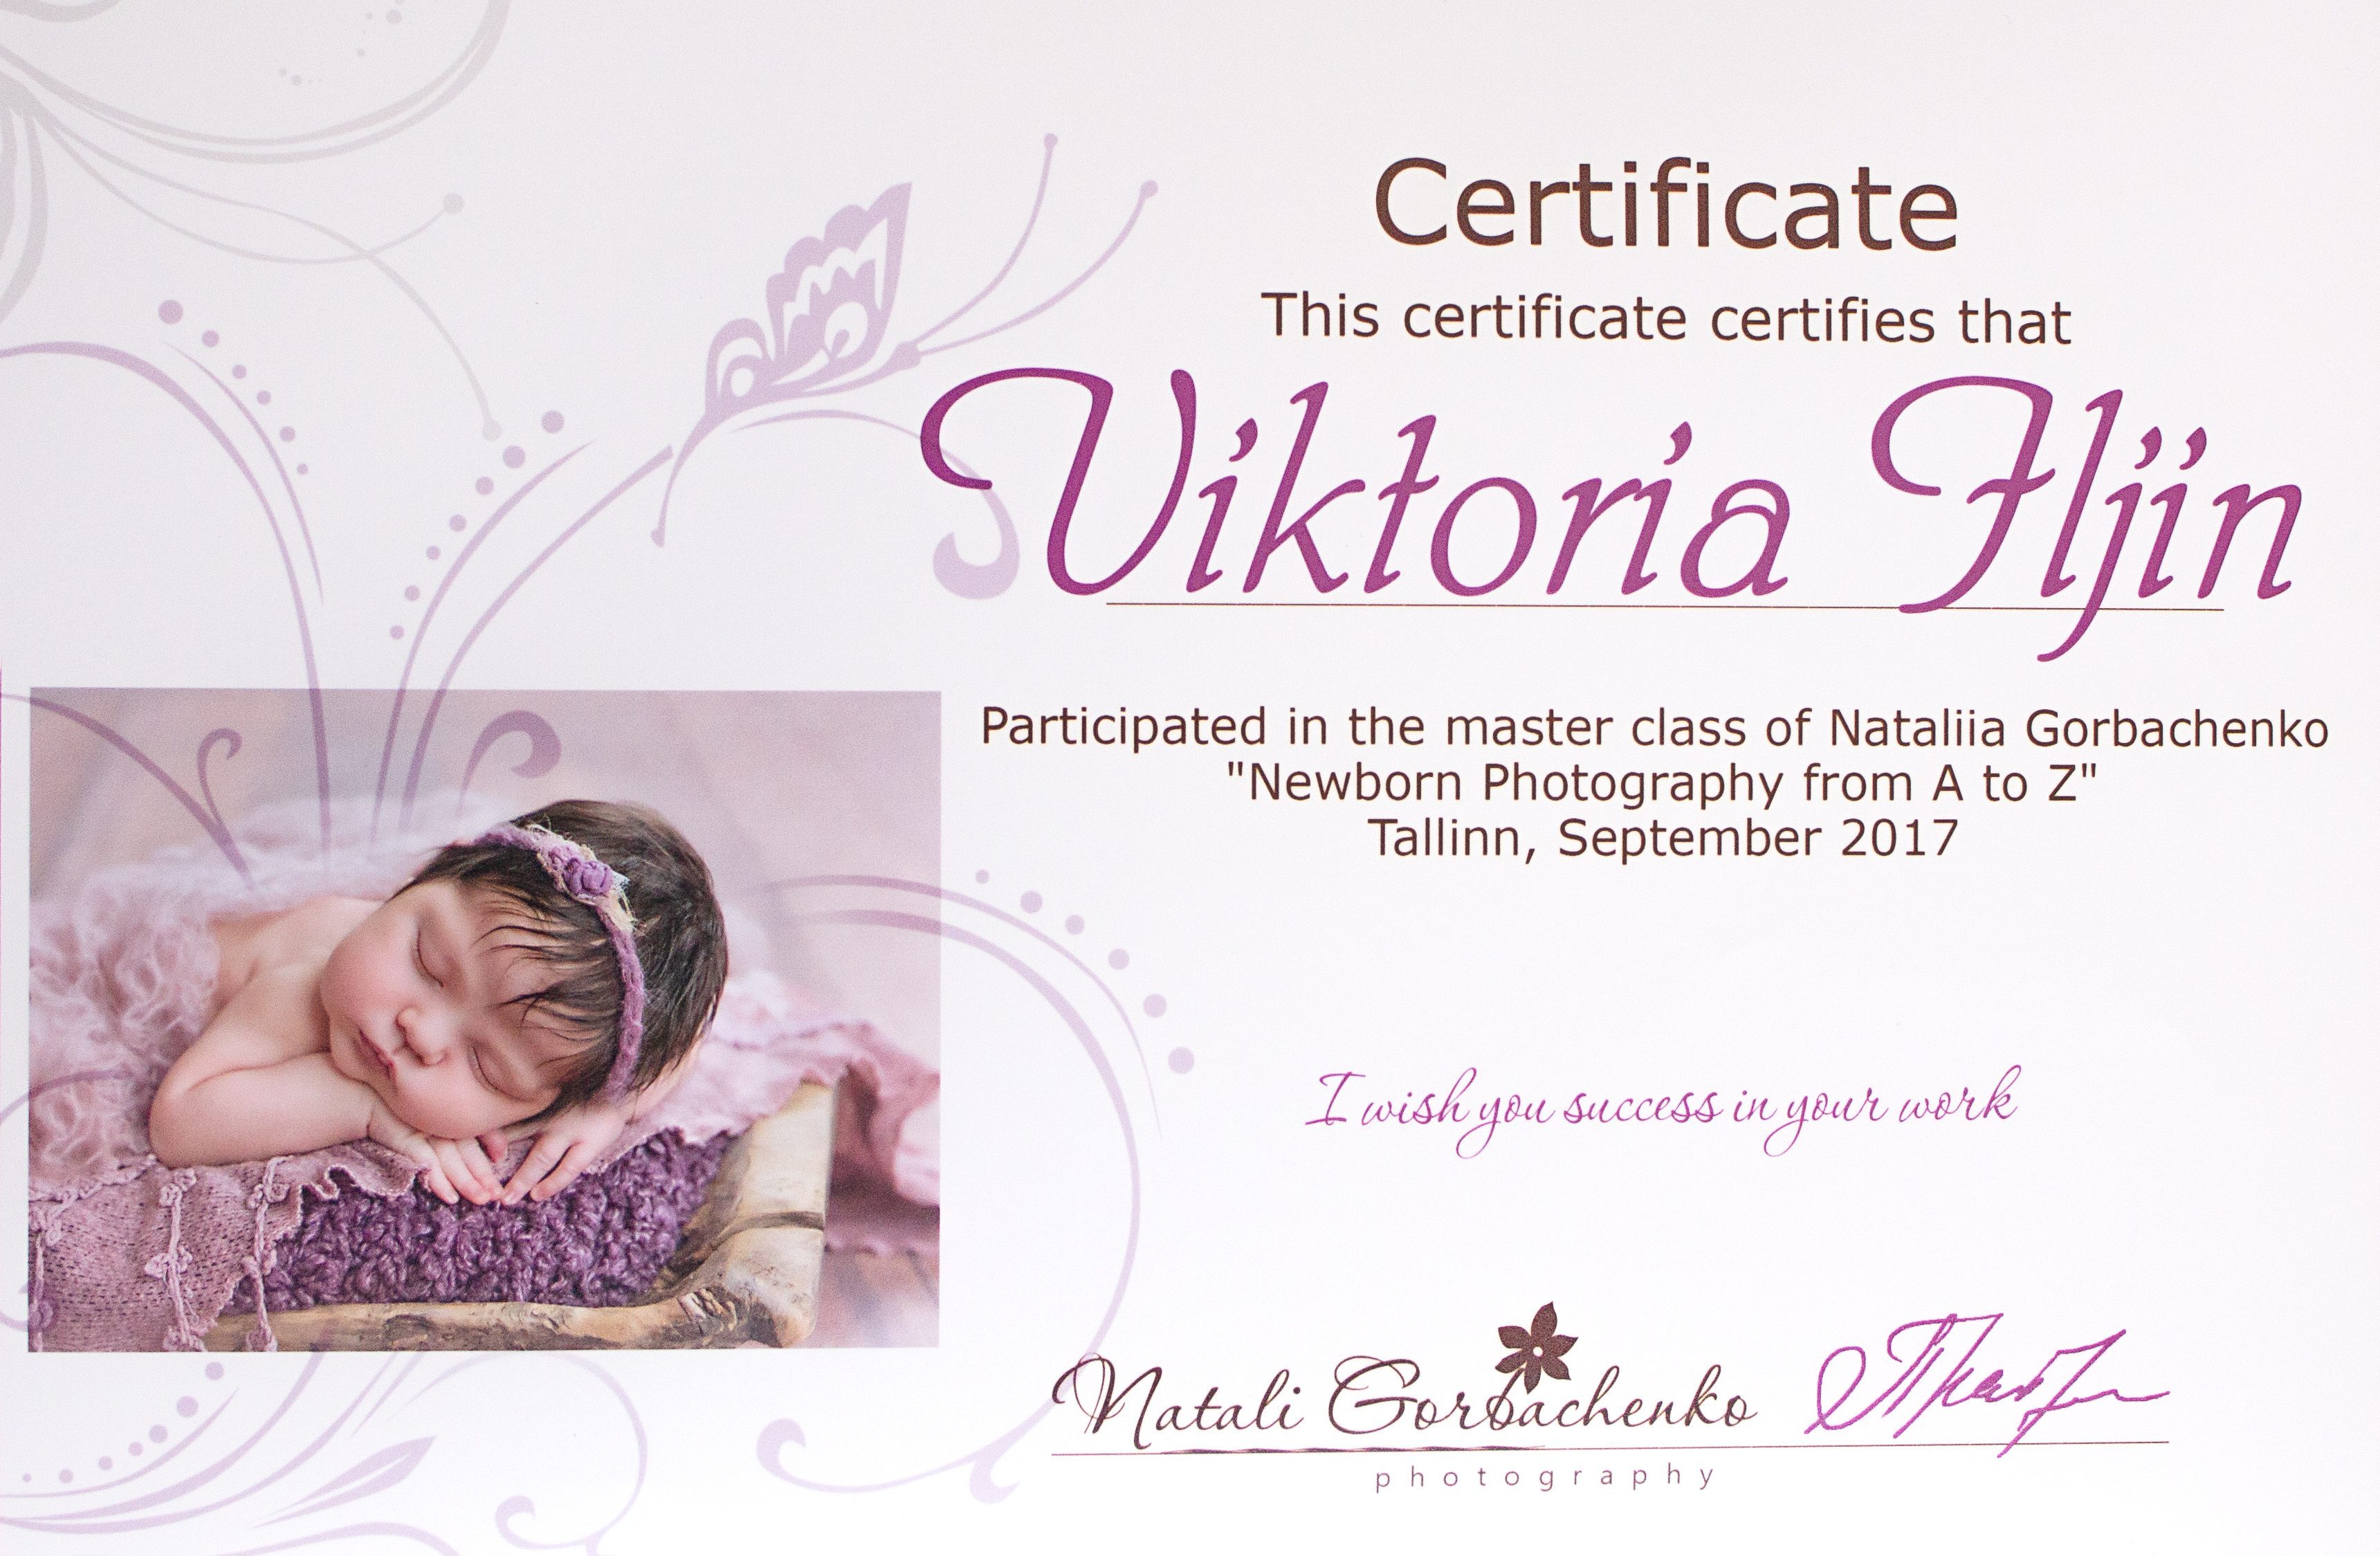 Certificate
This certificate certifies that
Viktoria Iljin
Participated in the master class of Nataliia Gorbachenko
"Newborn Photography from A to Z"
Tallinn, September 2017
I wish you success in your work
Natali Gorbachenko
photography